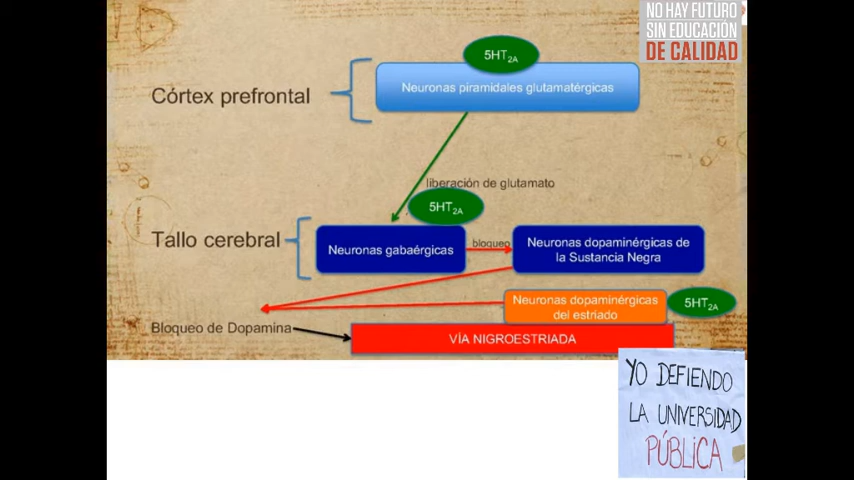 NO HAY FUTURO
SIN EDUCACIÓN
DE CALIDAD
5HT2A
Neuronas piramidales glutamatérgicas
Córtex prefrontal
liberación de glutamato
5HT2A
Tallo cerebral
Neuronas gabaérgicas
bloqueo
Neuronas dopaminérgicas de
la Sustancia Negra
Neuronas dopaminérgicas
del estriado
5HT2A
Bloqueo de Dopamina
VÍA NIGROESTRIADA
YO DEFIENDO
LA UNIVERSIDAD
PÚBLICA